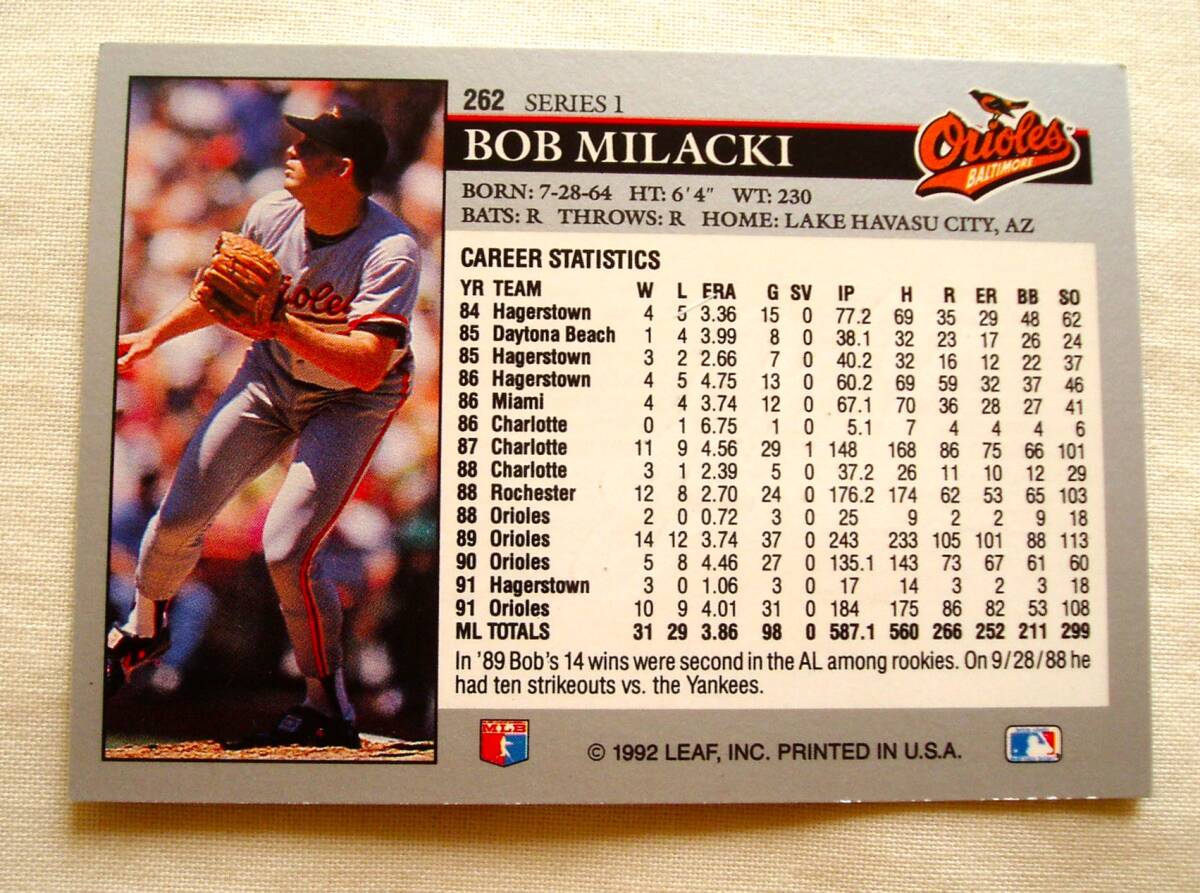 262 SERIES 1
BOB MILACKI
Orioles
BALTIMORE
BORN: 7-28-64 HT: 6'4" WT: 230
BATS: R THROWS: R HOME: LAKE HAVASU CITY, AZ
CAREER STATISTICS
YR TEAM W L ERA G SV IP H R ER BB SO
84 Hagerstown 4 5 3.36 15 0 77.2 69 35 29 48 62
85 Daytona Beach 1 4 3.99 8 0 38.1 32 23 17 26 24
85 Hagerstown 3 2 2.66 7 0 40.2 32 16 12 22 37
86 Hagerstown 4 5 4.75 13 0 60.2 69 59 32 37 46
86 Miami 4 4 3.74 12 0 67.1 70 36 28 27 41
86 Charlotte 0 1 6.75 1 0 5.1 7 4 4 4 6
87 Charlotte 11 9 4.56 29 1 148 168 86 75 66 101
88 Charlotte 3 1 2.39 5 0 37.2 26 11 10 12 29
88 Rochester 12 8 2.70 24 0 176.2 174 62 53 65 103
88 Orioles 2 0 0.72 3 0 25 9 2 2 9 18
89 Orioles 14 12 3.74 37 0 243 233 105 101 88 113
90 Orioles 5 8 4.46 27 0 135.1 143 73 67 61 60
91 Hagerstown 3 0 1.06 3 0 17 14 3 2 3 18
91 Orioles 10 9 4.01 31 0 184 175 86 82 53 108
ML TOTALS 31 29 3.86 98 0 587.1 560 266 252 211 299
In '89 Bob's 14 wins were second in the AL among rookies. On 9/28/88 he
had ten strikeouts vs. the Yankees.
MLB
© 1992 LEAF, INC. PRINTED IN U.S.A.